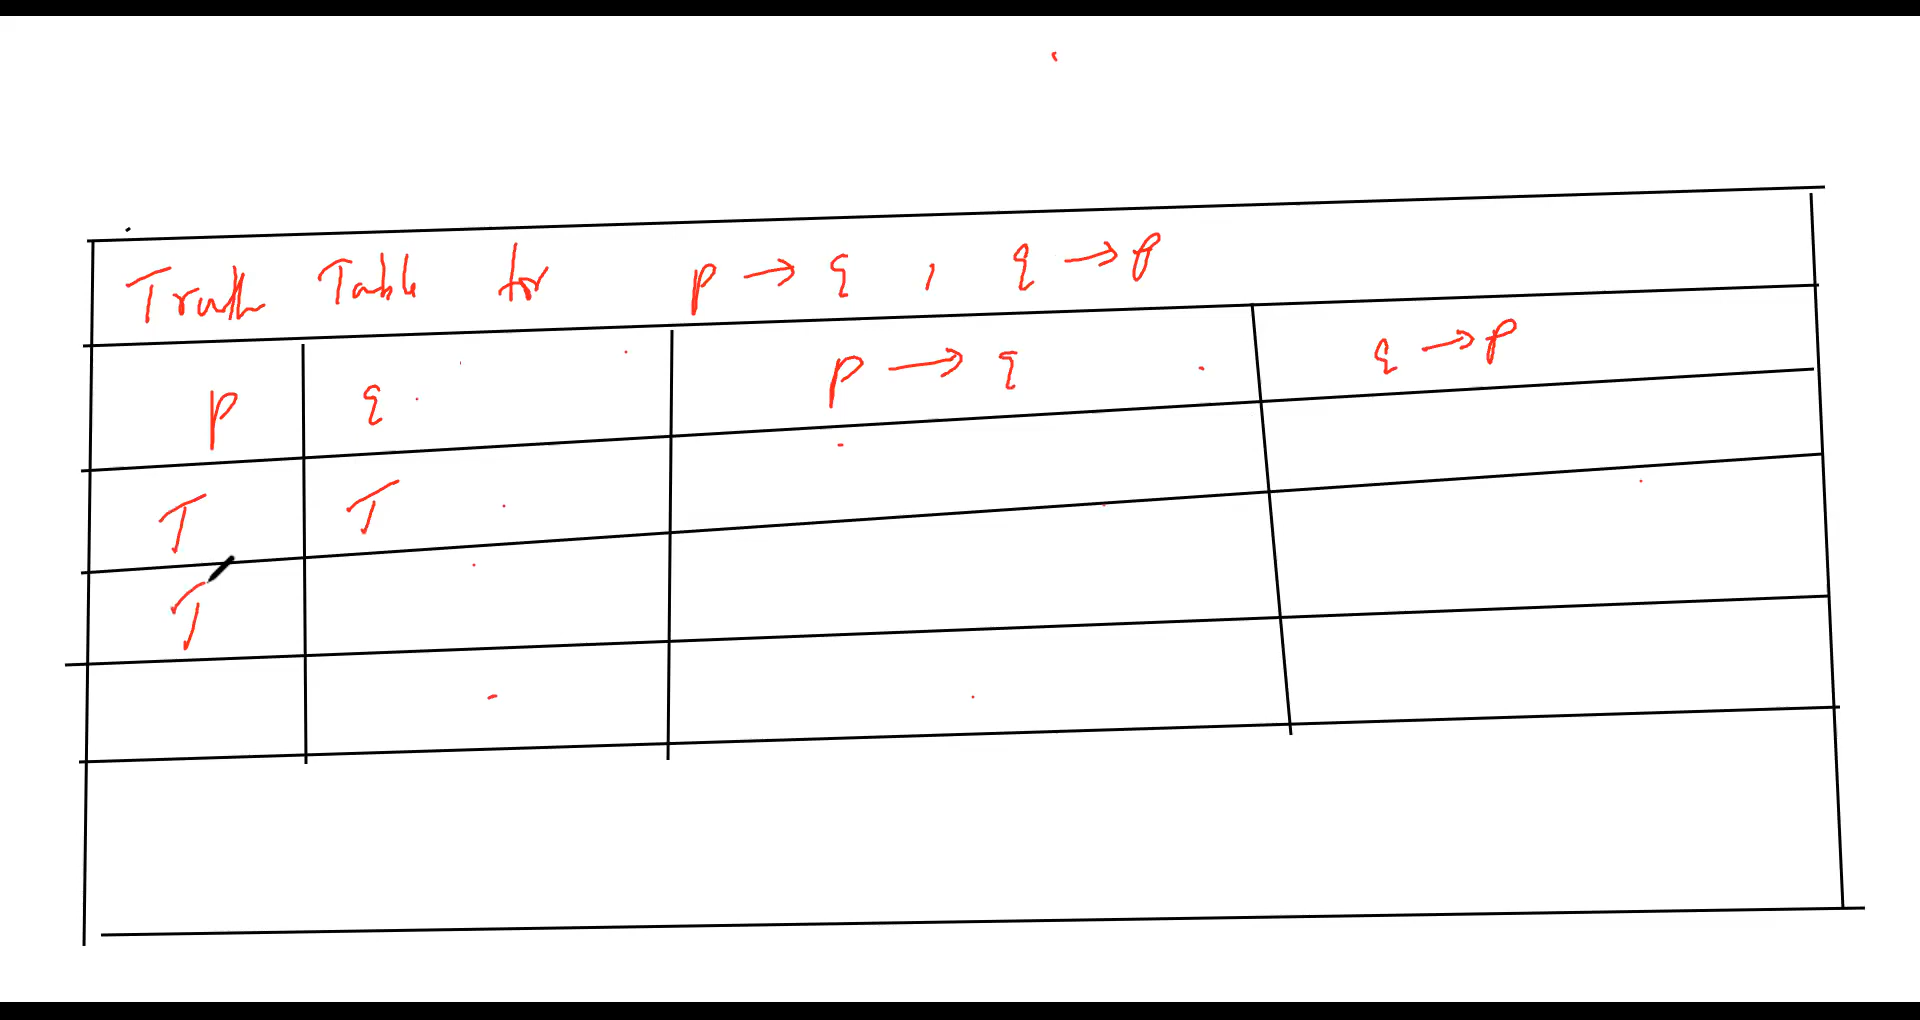 Truth Table for p → q , q → p
p q p → q q → p
T T
T